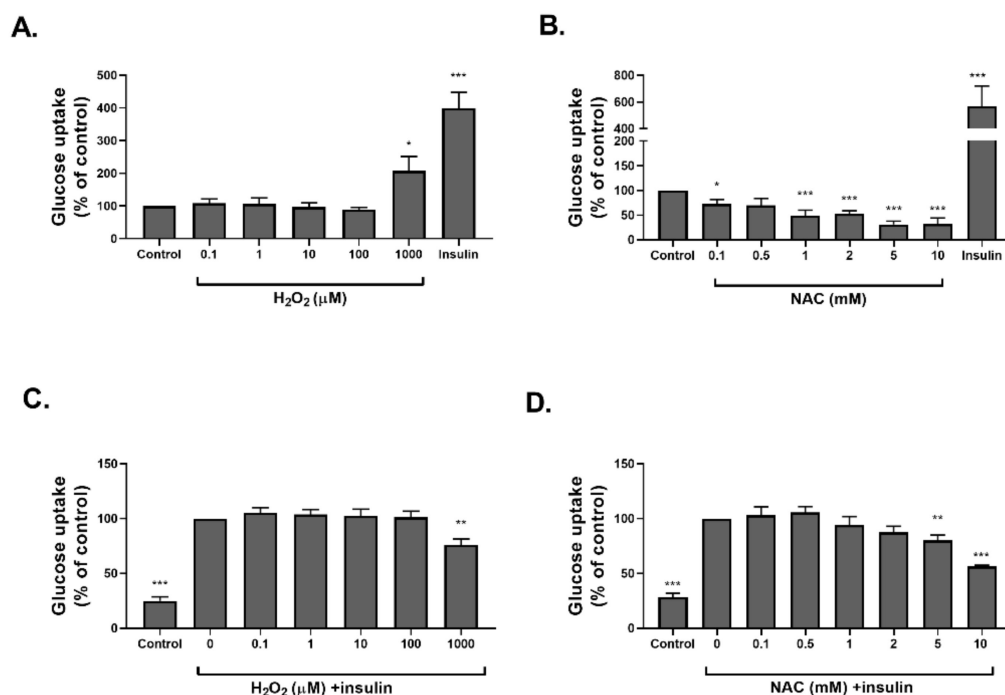 A.
Glucose uptake
(% of control)
500
400
300
200
100
0
***
*
Control 0.1 1 10 100 1000 Insulin
H₂O₂ (μM)
B.
Glucose uptake
(% of control)
800
600
400
200
150
100
50
0
***
*
***
***
***
***
Control 0.1 0.5 1 2 5 10 Insulin
NAC (mM)
C.
Glucose uptake
(% of control)
150
100
50
0
***
**
Control 0 0.1 1 10 100 1000
H₂O₂ (μM) +insulin
D.
Glucose uptake
(% of control)
150
100
50
0
***
**
***
Control 0 0.1 0.5 1 2 5 10
NAC (mM) +insulin